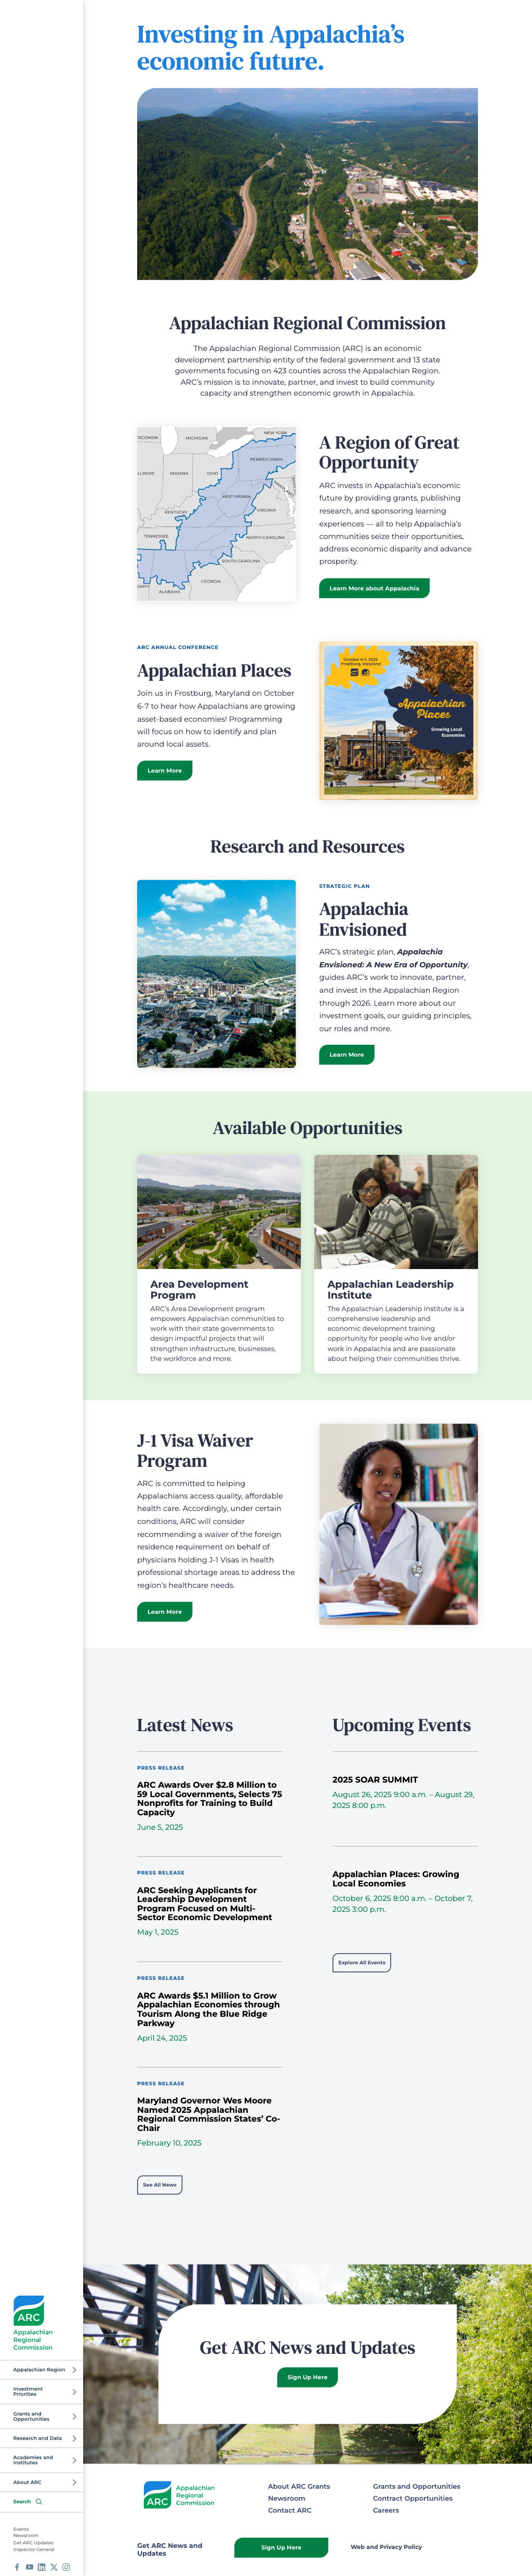 Investing in Appalachia’s
economic future.
Appalachian Regional Commission
The Appalachian Regional Commission (ARC) is an economic
development partnership entity of the federal government and 13 state
governments focusing on 423 counties across the Appalachian Region.
ARC’s mission is to innovate, partner, and invest to build community
capacity and strengthen economic growth in Appalachia.
NEW YORK
MICHIGAN
PENNSYLVANIA
INDIANA
OHIO
WEST VIRGINIA
VIRGINIA
KENTUCKY
NORTH CAROLINA
TENNESSEE
SOUTH CAROLINA
GEORGIA
ALABAMA
A Region of Great
Opportunity
ARC invests in Appalachia’s economic
future by providing grants, publishing
research, and sponsoring learning
experiences — all to help Appalachia’s
communities seize their opportunities,
address economic disparity and advance
prosperity.
Learn More about Appalachia
ARC ANNUAL CONFERENCE
Appalachian Places
Join us in Frostburg, Maryland on October
6-7 to hear how Appalachians are growing
asset-based economies! Programming
will focus on how to identify and plan
around local assets.
Learn More
October 6-7, 2025
Frostburg, Maryland
Appalachian
Places
Growing Local
Economies
Research and Resources
STRATEGIC PLAN
Appalachia
Envisioned
ARC’s strategic plan, Appalachia
Envisioned: A New Era of Opportunity,
guides ARC’s work to innovate, partner,
and invest in the Appalachian Region
through 2026. Learn more about our
investment goals, our guiding principles,
our roles and more.
Learn More
Available Opportunities
Area Development
Program
ARC’s Area Development program
empowers Appalachian communities to
work with their state governments to
design impactful projects that will
strengthen infrastructure, businesses,
the workforce and more.
Appalachian Leadership
Institute
The Appalachian Leadership Institute is a
comprehensive leadership and
economic development training
opportunity for people who live and/or
work in Appalachia and are passionate
about helping their communities thrive.
J-1 Visa Waiver
Program
ARC is committed to helping
Appalachians access quality, affordable
health care. Accordingly, under certain
conditions, ARC will consider
recommending a waiver of the foreign
residence requirement on behalf of
physicians holding J-1 Visas in health
professional shortage areas to address the
region’s healthcare needs.
Learn More
Latest News
PRESS RELEASE
ARC Awards Over $2.8 Million to
59 Local Governments, Selects 75
Nonprofits for Training to Build
Capacity
June 5, 2025
PRESS RELEASE
ARC Seeking Applicants for
Leadership Development
Program Focused on Multi-
Sector Economic Development
May 1, 2025
PRESS RELEASE
ARC Awards $5.1 Million to Grow
Appalachian Economies through
Tourism Along the Blue Ridge
Parkway
April 24, 2025
PRESS RELEASE
Maryland Governor Wes Moore
Named 2025 Appalachian
Regional Commission States’ Co-
Chair
February 10, 2025
See All News
Upcoming Events
2025 SOAR SUMMIT
August 26, 2025 9:00 a.m. – August 29,
2025 8:00 p.m.
Appalachian Places: Growing
Local Economies
October 6, 2025 8:00 a.m. – October 7,
2025 3:00 p.m.
Explore All Events
ARC
Appalachian
Regional
Commission
Appalachian Region
Investment
Priorities
Grants and
Opportunities
Research and Data
Academies and
Institutes
About ARC
Search
Events
Newsroom
Get ARC Updates
Inspector General
Get ARC News and Updates
Sign Up Here
ARC
Appalachian
Regional
Commission
About ARC Grants
Newsroom
Contact ARC
Grants and Opportunities
Contract Opportunities
Careers
Get ARC News and
Updates
Sign Up Here
Web and Privacy Policy